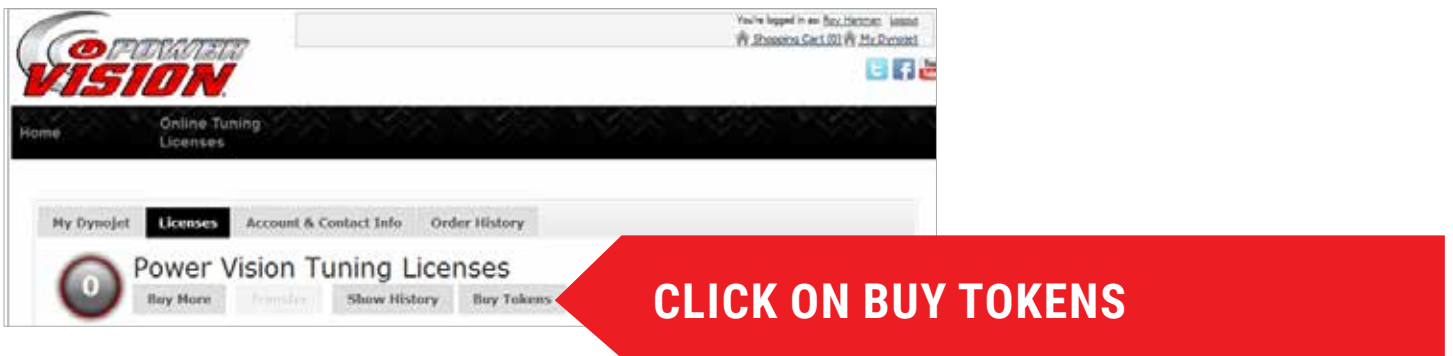 You're logged in as: Roy Hamman Logout
Shopping Cart (0) My Dynojet
POWER
VISION
Home
Online Tuning
Licenses
My Dynojet Licenses Account & Contact Info Order History
0
Power Vision Tuning Licenses
Buy More Transfer Show History Buy Tokens
CLICK ON BUY TOKENS